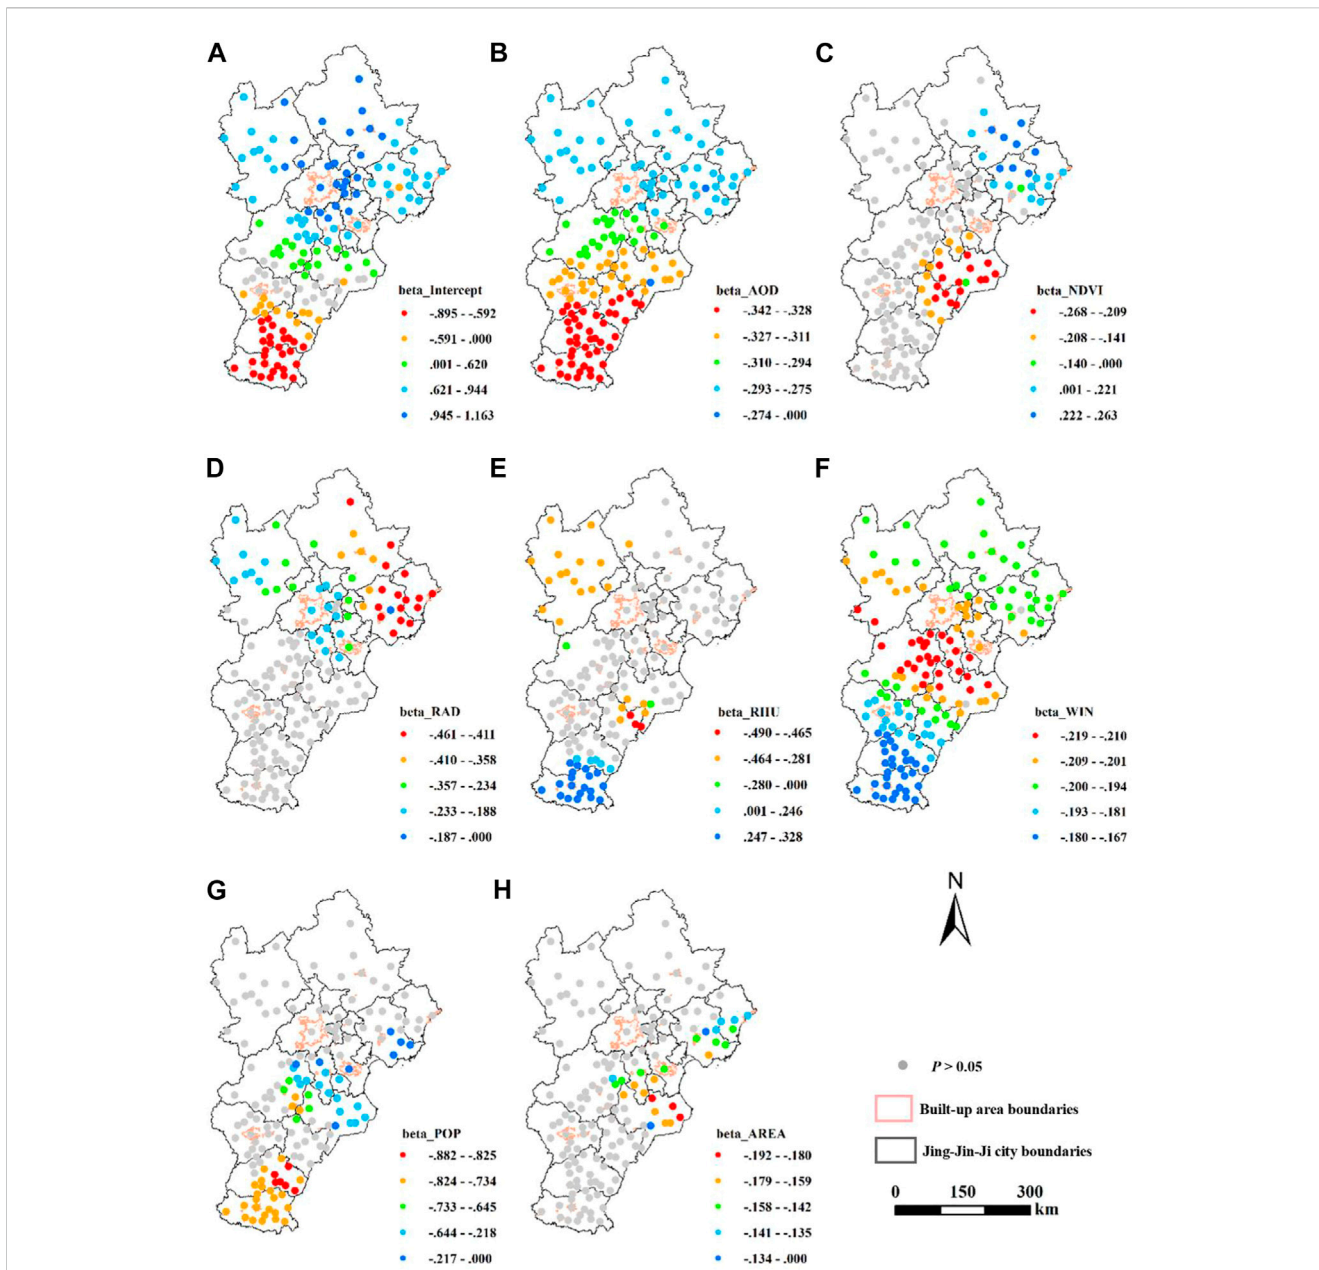 A
B
C
beta_Intercept
-.895 - -.592
-.591 - .000
.001 - .620
.621 - .944
.945 - 1.163
beta_AOD
-.342 - -.328
-.327 - -.311
-.310 - -.294
-.293 - -.275
-.274 - .000
beta_NDVI
-.268 - -.209
-.208 - -.141
-.140 - .000
.001 - .221
.222 - .263
D
E
F
beta_RAD
-.461 - -.411
-.410 - -.358
-.357 - -.234
-.233 - -.188
-.187 - .000
beta_RHU
-.490 - -.465
-.464 - -.281
-.280 - .000
.001 - .246
.247 - .328
beta_WIN
-.219 - -.210
-.209 - -.201
-.200 - -.194
-.193 - -.181
-.180 - -.167
G
H
beta_POP
-.882 - -.825
-.824 - -.734
-.733 - -.645
-.644 - -.218
-.217 - .000
beta_AREA
-.192 - -.180
-.179 - -.159
-.158 - -.142
-.141 - -.135
-.134 - .000
N
P > 0.05
Built-up area boundaries
Jing-Jin-Ji city boundaries
0 150 300
km